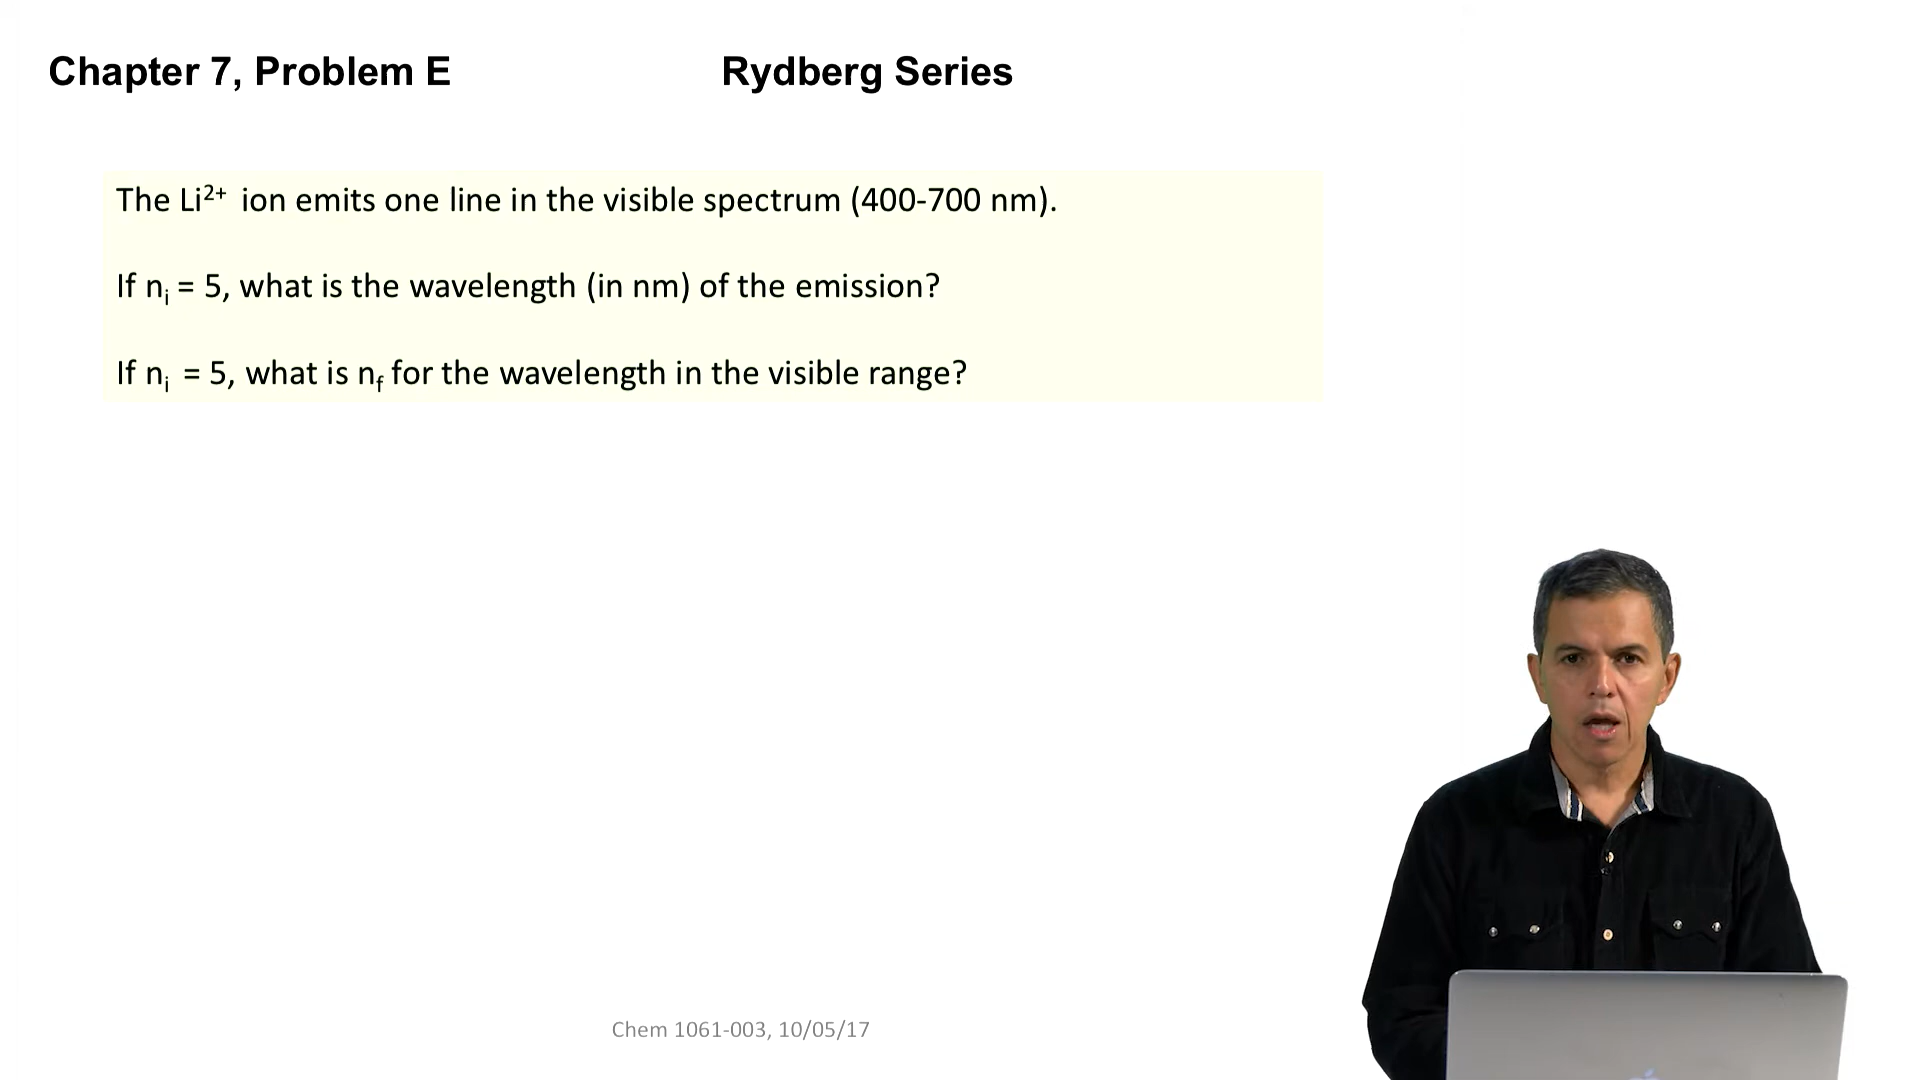 Chapter 7, Problem E
Rydberg Series
The Li²⁺ ion emits one line in the visible spectrum (400-700 nm).
If nᵢ = 5, what is the wavelength (in nm) of the emission?
If nᵢ = 5, what is n_f for the wavelength in the visible range?
Chem 1061-003, 10/05/17